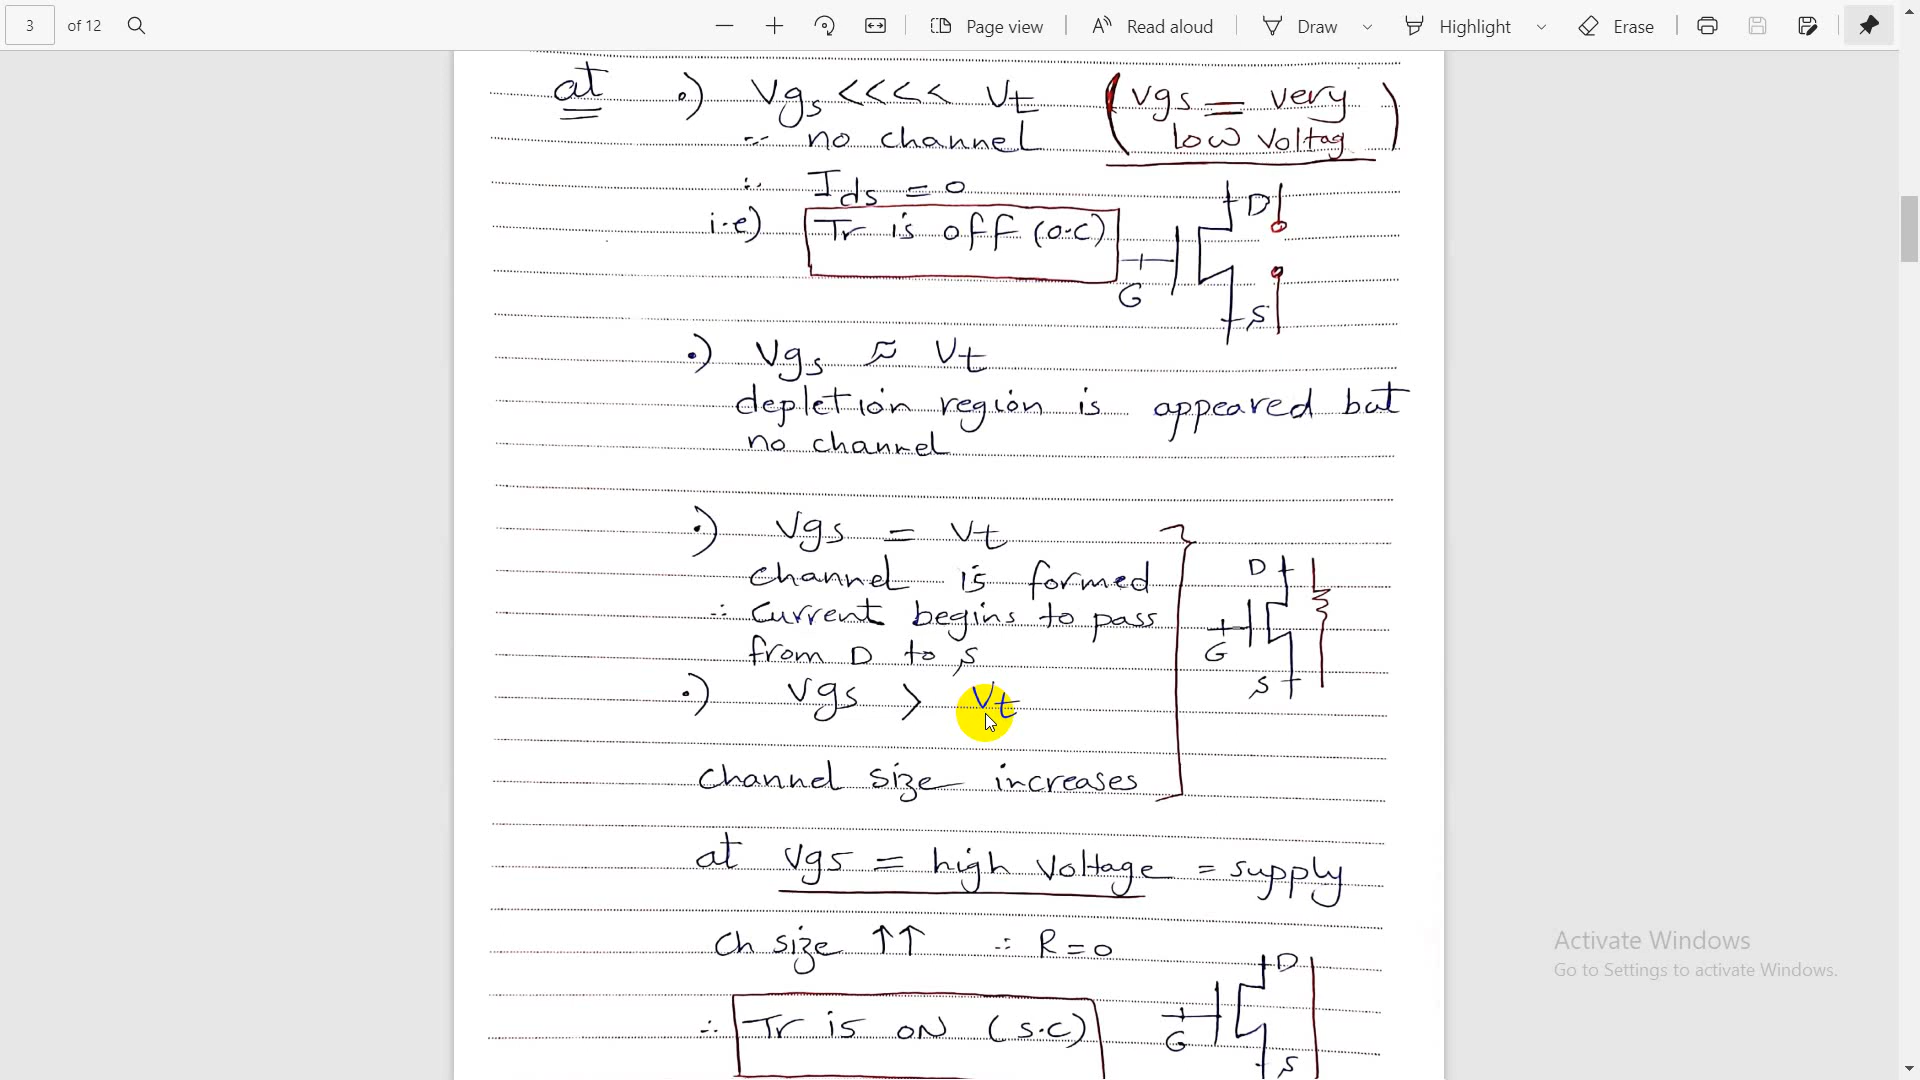 3 of 12 Page view Read aloud Draw Highlight Erase
at •) Vgs <<<< Vt (Vgs = very
∵ no channel low Voltag)
∴ Ids = 0
i.e) Tr is off (o.c)
D
G
S
•) Vgs ≈ Vt
depletion region is appeared but
no channel
•) Vgs = Vt
channel is formed
∴ Current begins to pass
from D to S
D
G
S
•) Vgs > Vt
channel size increases
at Vgs = high Voltage = supply
Ch size ↑↑ ∴ R=0
∴ Tr is ON (s.c)
D
G
S
Activate Windows
Go to Settings to activate Windows.